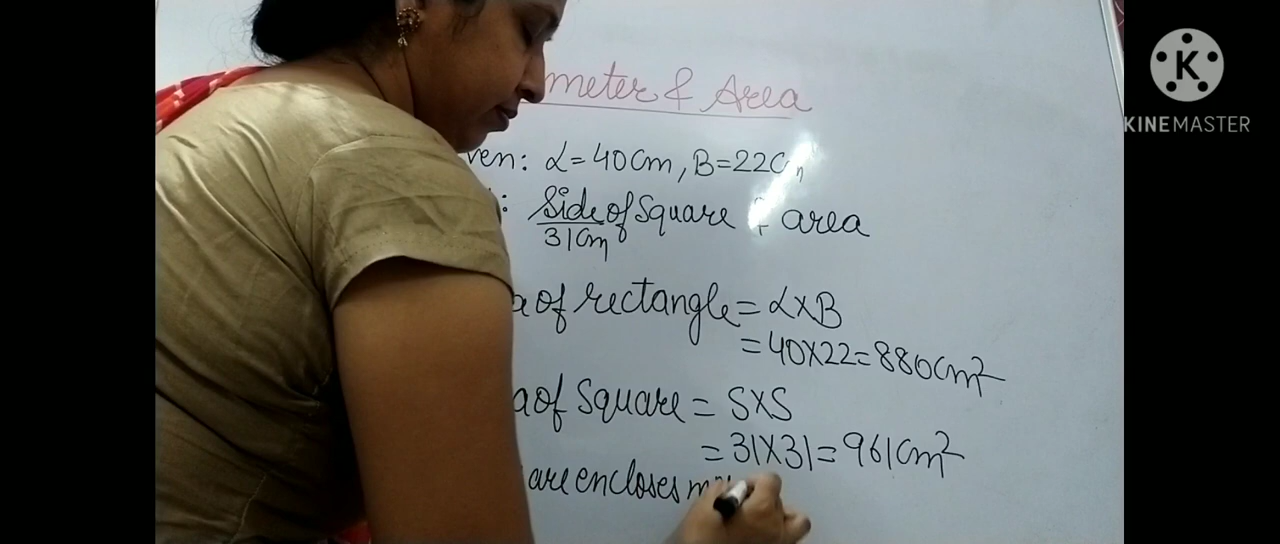 meter & Area
ven: L=40Cm, B=22C
: Side of Square area
31Cm
a of rectangle = L×B
= 40×22=880cm²
a of Square = S×S
= 31×31=961cm²
are encloses
K
KINEMASTER